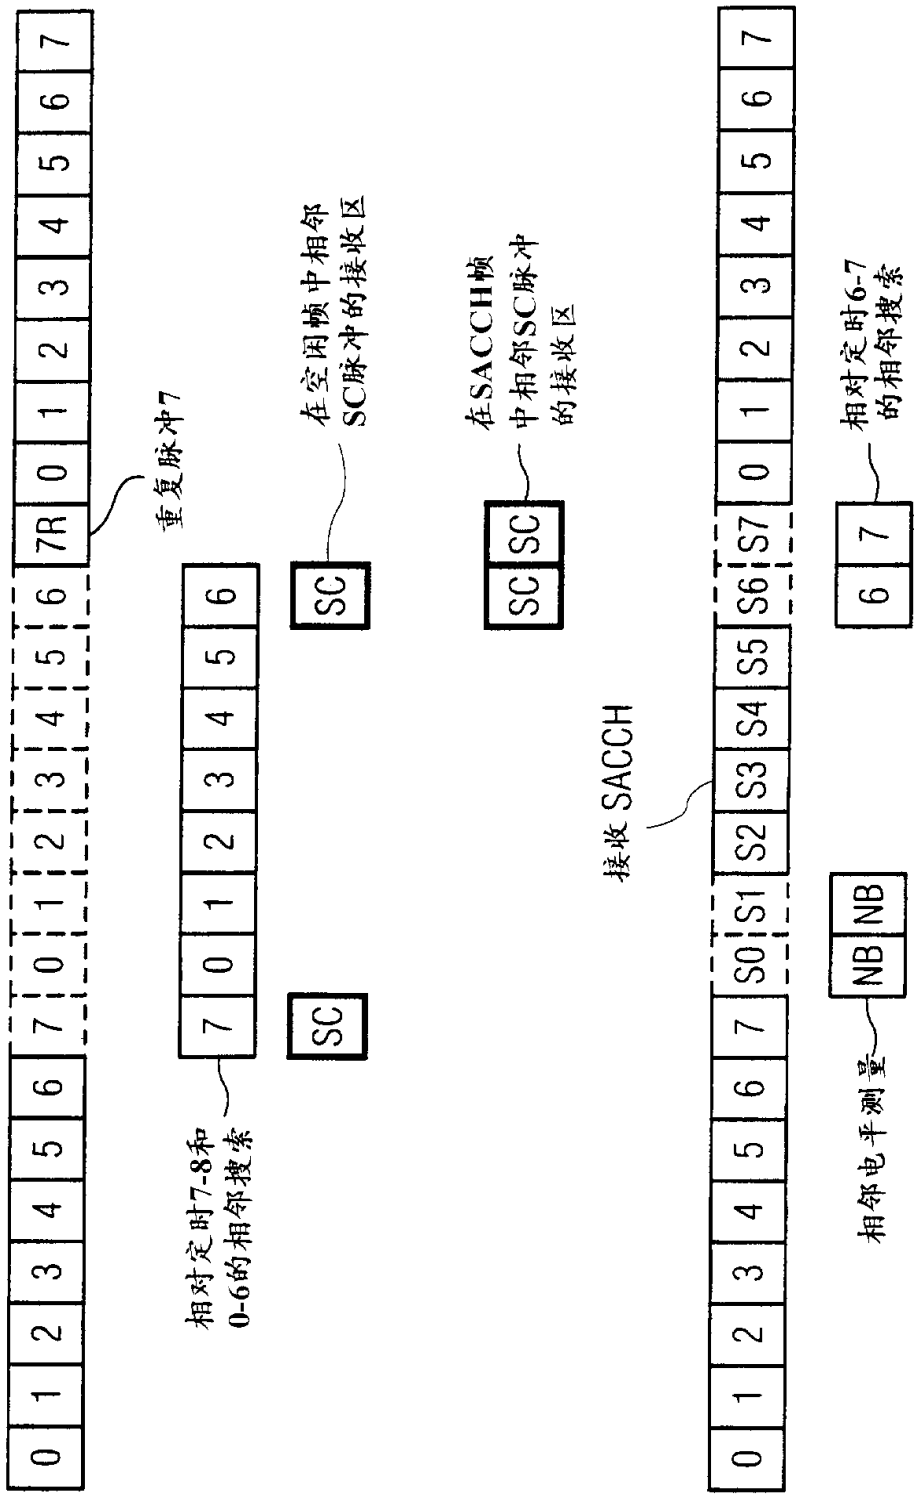 0 1 2 3 4 5 6 7 0 1 2 3 4 5 6 7R 0 1 2 3 4 5 6 7
重复脉冲7
7 0 1 2 3 4 5 6
相对定时7-8和
0-6的相邻搜索
SC SC
在空闲帧中相邻
SC脉冲的接收区
SC SC
在SACCH帧
中相邻SC脉冲
的接收区
接收 SACCH
0 1 2 3 4 5 6 7 S0 S1 S2 S3 S4 S5 S6 S7 0 1 2 3 4 5 6 7
NB NB 6 7
相邻电平测量
相对定时6-7
的相邻搜索